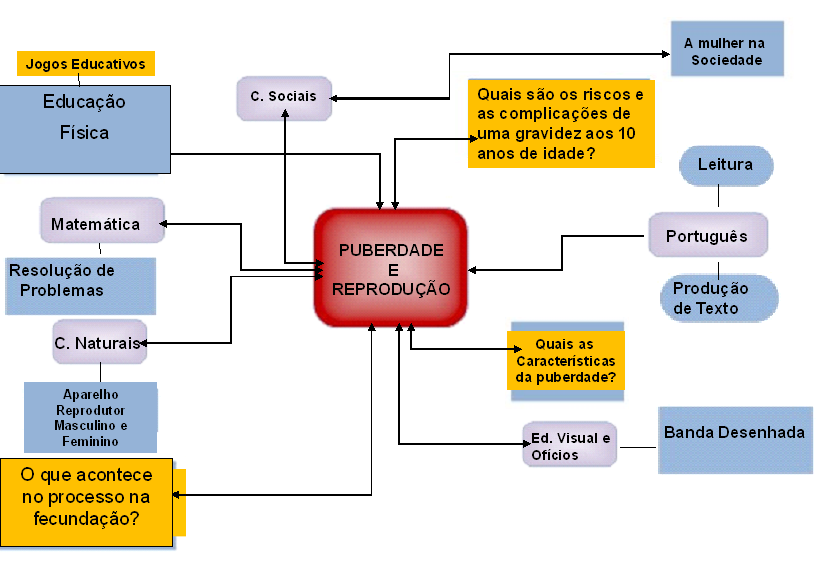 Jogos Educativos
Educação
Física
C. Sociais
A mulher na
Sociedade
Quais são os riscos e
as complicações de
uma gravidez aos 10
anos de idade?
Leitura
Matemática
Resolução de
Problemas
PUBERDADE
E
REPRODUÇÃO
Português
Produção
de Texto
C. Naturais
Aparelho
Reprodutor
Masculino e
Feminino
Quais as
Características
da puberdade?
Ed. Visual e
Ofícios
Banda Desenhada
O que acontece
no processo na
fecundação?